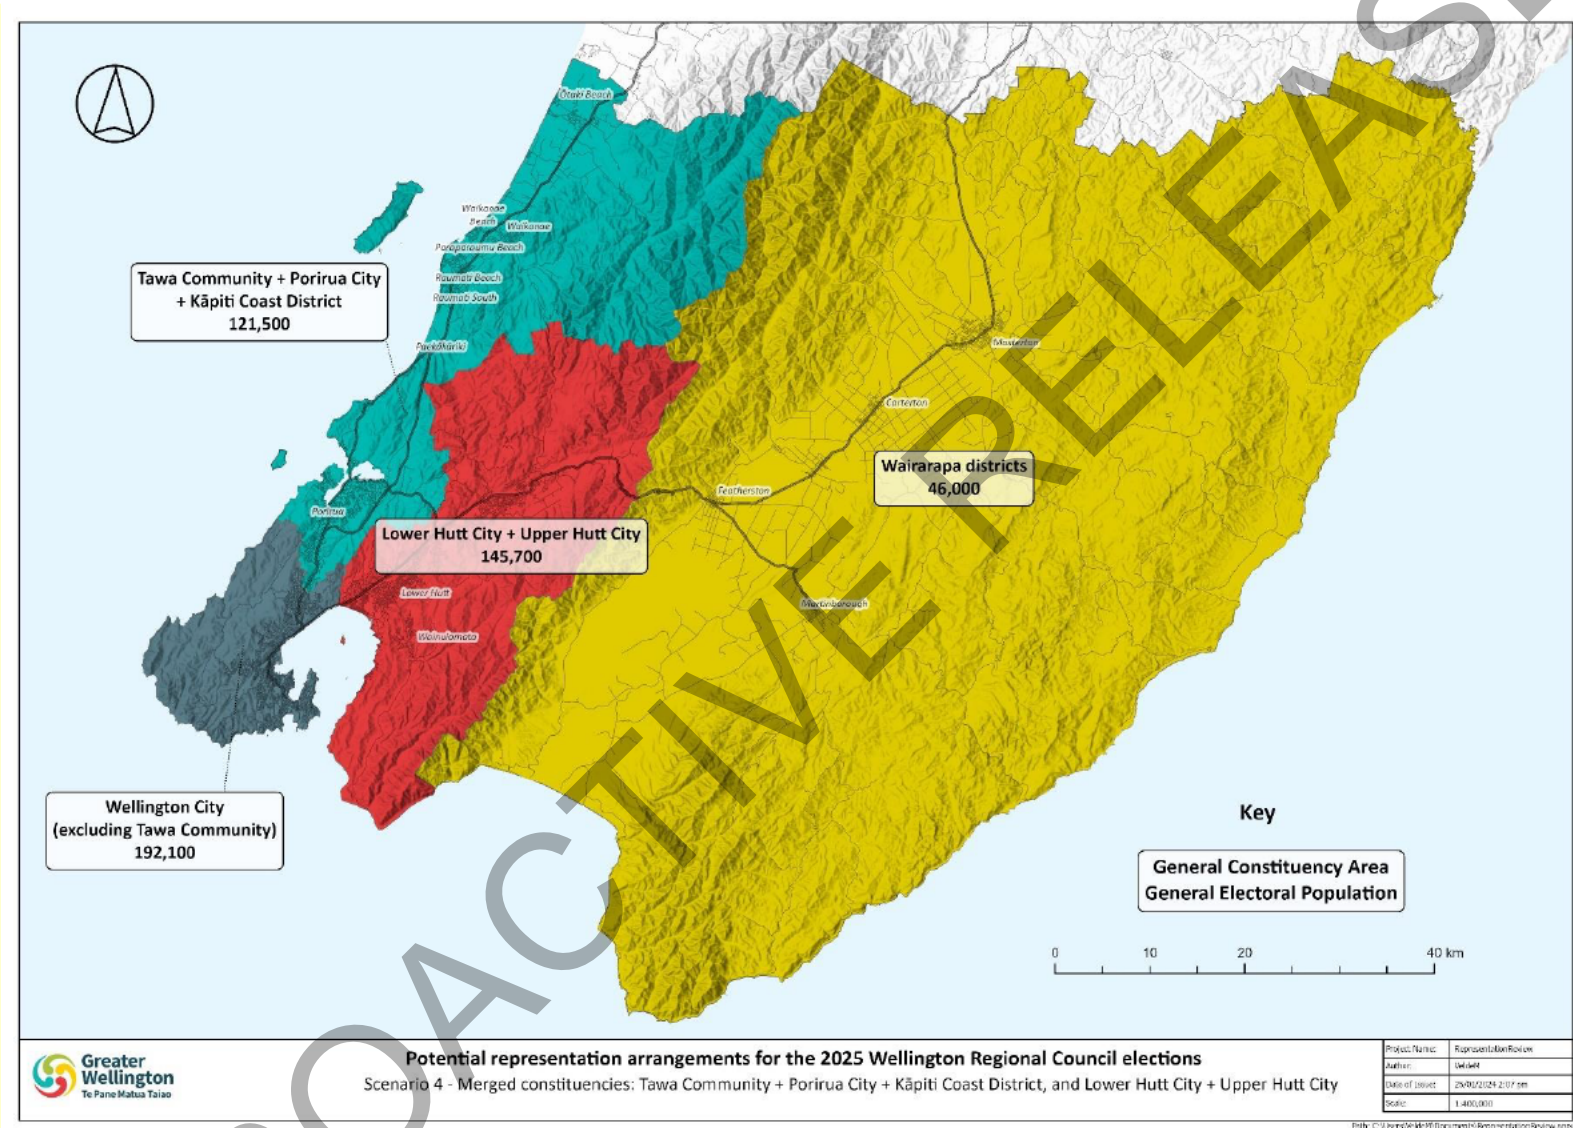 Ōtaki Beach
Waikanae
Beach
Waikanae
Paraparaumu Beach
Raumati Beach
Raumati South
Tawa Community + Porirua City
+ Kāpiti Coast District
121,500
Paekākāriki
Masterton
Carterton
Wairarapa districts
46,000
Featherston
Porirua
Lower Hutt City + Upper Hutt City
145,700
Lower Hutt
Martinborough
Wainuiomata
Wellington City
(excluding Tawa Community)
192,100
Key
General Constituency Area
General Electoral Population
0 10 20 40 km
PROACTIVE RELEASE
Greater
Wellington
Te Pane Matua Taiao
Potential representation arrangements for the 2025 Wellington Regional Council elections
Scenario 4 - Merged constituencies: Tawa Community + Porirua City + Kāpiti Coast District, and Lower Hutt City + Upper Hutt City
Project Name: RepresentationReview
Author:
Date of Issue:
Scale: 1:400,000